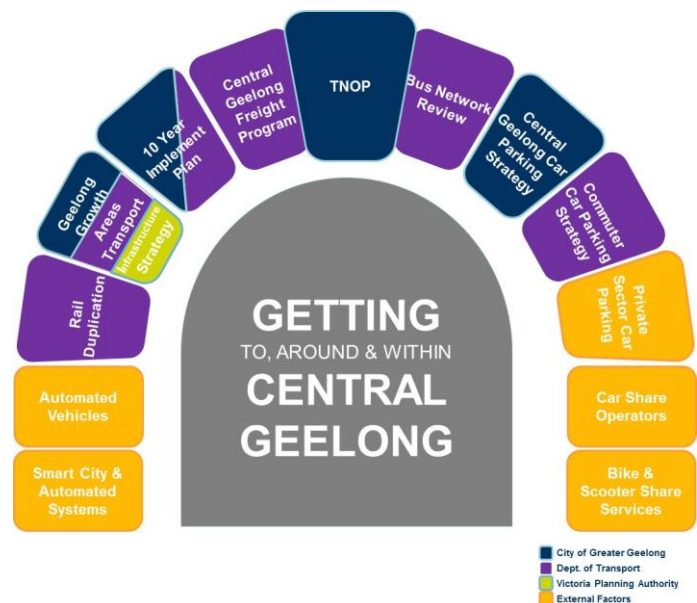 TNOP
Central
Geelong
Freight
Program
Bus Network
Review
10 Year
Implement
Plan
Central
Geelong Car
Parking
Strategy
Geelong
Growth
Areas
Transport
Infrastructure
Strategy
Commuter
Car Parking
Strategy
Rail
Duplication
Private
Sector Car
Parking
GETTING
TO, AROUND & WITHIN
CENTRAL
GEELONG
Automated
Vehicles
Car Share
Operators
Smart City &
Automated
Systems
Bike &
Scooter Share
Services
City of Greater Geelong
Dept. of Transport
Victoria Planning Authority
External Factors